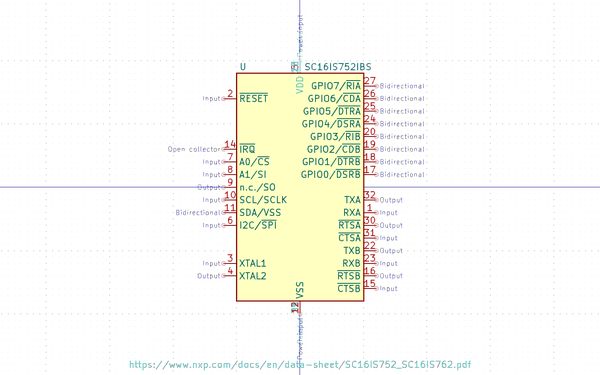 Power input
U SC16IS752IBS
VDD
GPIO7/RIA 27 Bidirectional
Input 2 RESET GPIO6/CDA 26 Bidirectional
GPIO5/DTRA 25 Bidirectional
GPIO4/DSRA 24 Bidirectional
GPIO3/RIB 20 Bidirectional
Open collector 14 IRQ GPIO2/CDB 19 Bidirectional
Input 7 A0/CS GPIO1/DTRB 18 Bidirectional
Input 8 A1/SI GPIO0/DSRB 17 Bidirectional
Output 9 n.c./SO
Input 10 SCL/SCLK TXA 32 Output
Bidirectional 11 SDA/VSS RXA 1 Input
Input 6 I2C/SPI RTSA 30 Output
CTSA 31 Input
TXB 22 Output
Input 3 XTAL1 RXB 23 Input
Output 4 XTAL2 RTSB 16 Output
VSS CTSB 15 Input
Power input
https://www.nxp.com/docs/en/data-sheet/SC16IS752_SC16IS762.pdf